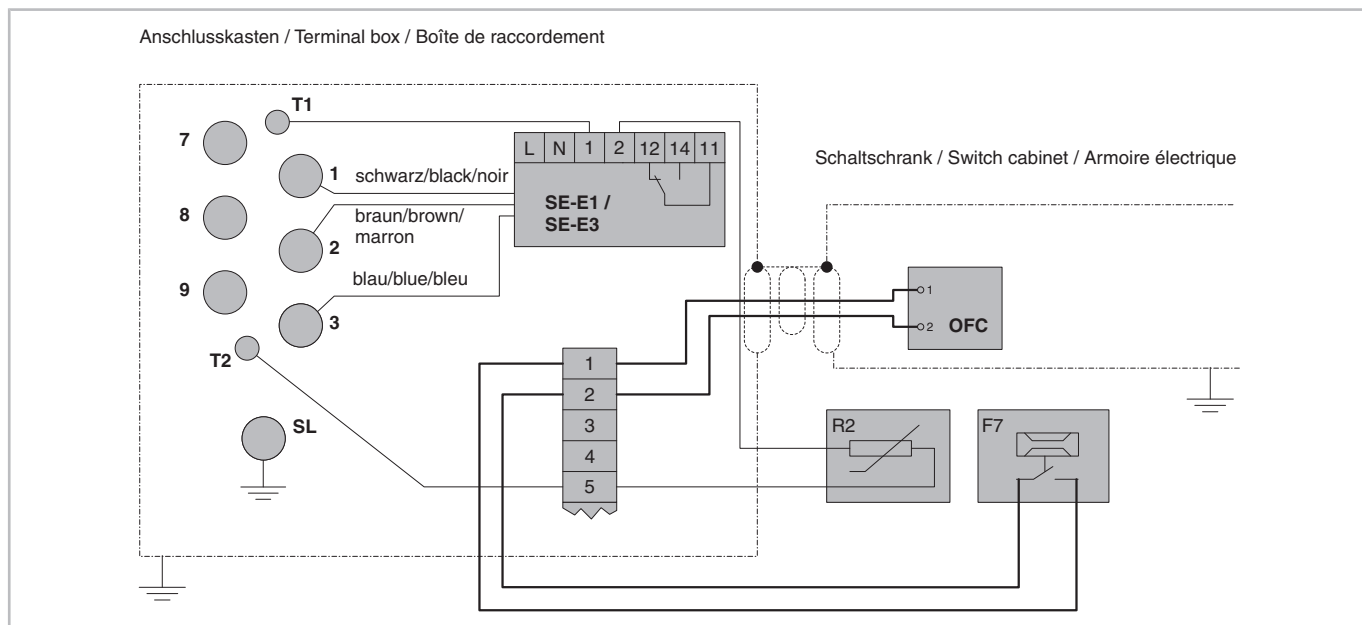 Anschlusskasten / Terminal box / Boîte de raccordement
T1
7
1
schwarz/black/noir
8
braun/brown/
marron
2
9
blau/blue/bleu
3
T2
SL
L N 1 2 12 14 11
SE-E1 /
SE-E3
Schaltschrank / Switch cabinet / Armoire électrique
1
2
OFC
1
2
3
4
5
R2
F7